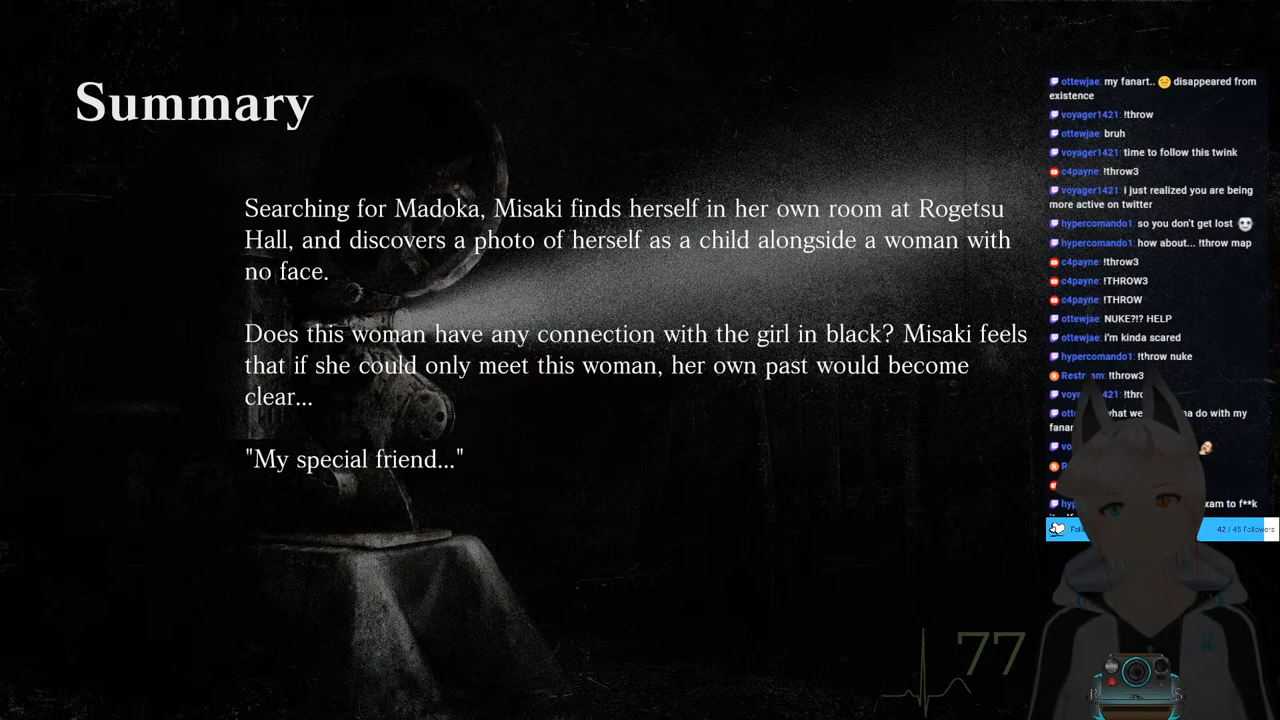 Summary
Searching for Madoka, Misaki finds herself in her own room at Rogetsu
Hall, and discovers a photo of herself as a child alongside a woman with
no face.
Does this woman have any connection with the girl in black? Misaki feels
that if she could only meet this woman, her own past would become
clear...
"My special friend..."
ottewjae: my fanart.. disappeared from
existence
voyager1421: !throw
ottewjae: bruh
voyager1421: time to follow this twink
c4payne: !throw3
voyager1421: i just realized you are being
more active on twitter
hypercomando1: so you don't get lost
hypercomando1: how about... !throw map
c4payne: !throw3
c4payne: !THROW3
c4payne: !THROW
ottewjae: NUKE?!? HELP
ottewjae: I'm kinda scared
hypercomando1: !throw nuke
!throw3
what
my
to f**k
42 / 45 Followers
77
R S